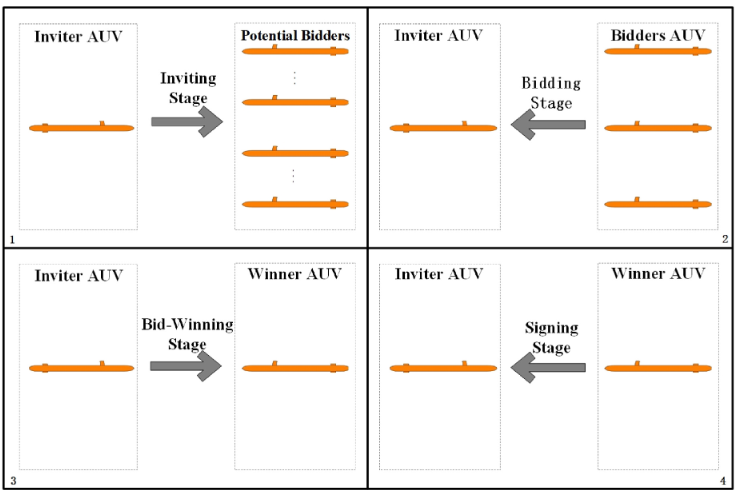 Inviter AUV
Inviting
Stage
Potential Bidders
1
Inviter AUV
Bidding
Stage
Bidders AUV
2
Inviter AUV
Bid-Winning
Stage
Winner AUV
3
Inviter AUV
Signing
Stage
Winner AUV
4